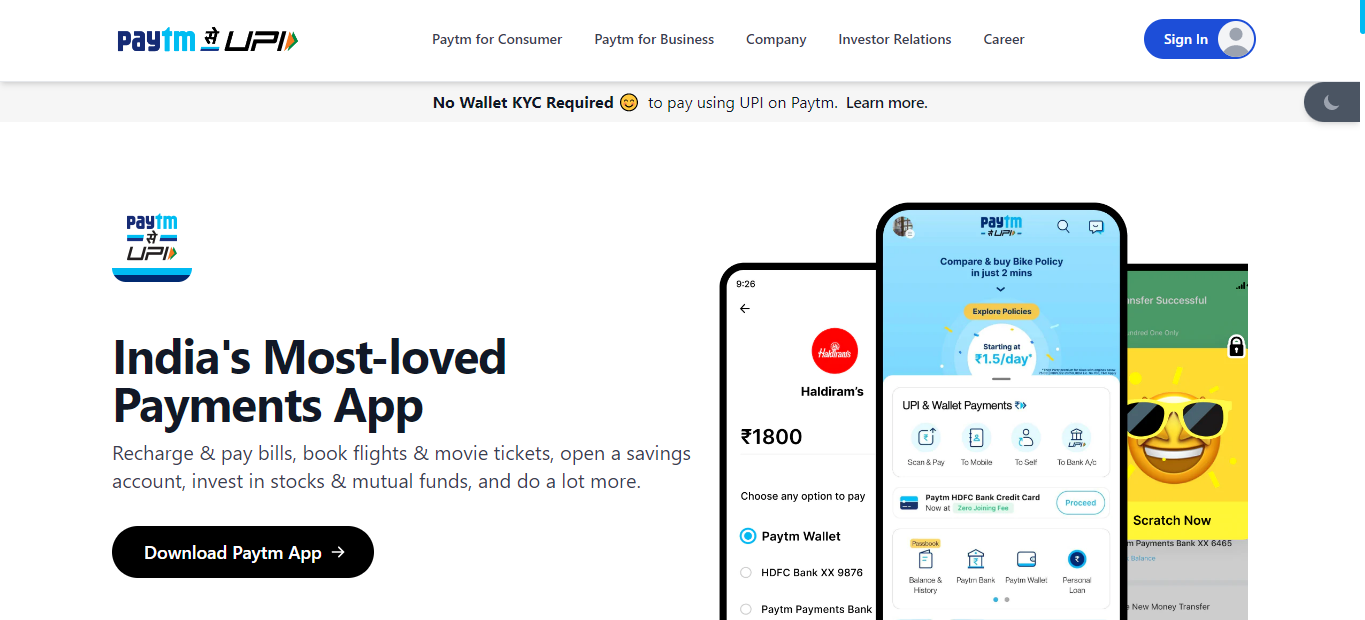 paytm से UPI
Paytm for Consumer
Paytm for Business
Company
Investor Relations
Career
Sign In
No Wallet KYC Required 😊 to pay using UPI on Paytm. Learn more.
paytm
से
UPI
India's Most-loved
Payments App
Recharge & pay bills, book flights & movie tickets, open a savings
account, invest in stocks & mutual funds, and do a lot more.
Download Paytm App →
9:26
Haldiram's
Haldiram's
₹1800
Choose any option to pay
Paytm Wallet
HDFC Bank XX 9876
Paytm Payments Bank
paytm
से UPI
Compare & buy Bike Policy
in just 2 mins
Explore Policies
Starting at
₹1.5/day*
UPI & Wallet Payments
Scan & Pay
To Mobile
To Self
To Bank A/c
Paytm HDFC Bank Credit Card
Now at Zero Joining Fee
Proceed
Passbook
Balance &
History
Paytm Bank
Paytm Wallet
Personal
Loan
nsfer Successful
ndred One Only
Scratch Now
m Payments Bank XX 6465
Balance
New Money Transfer